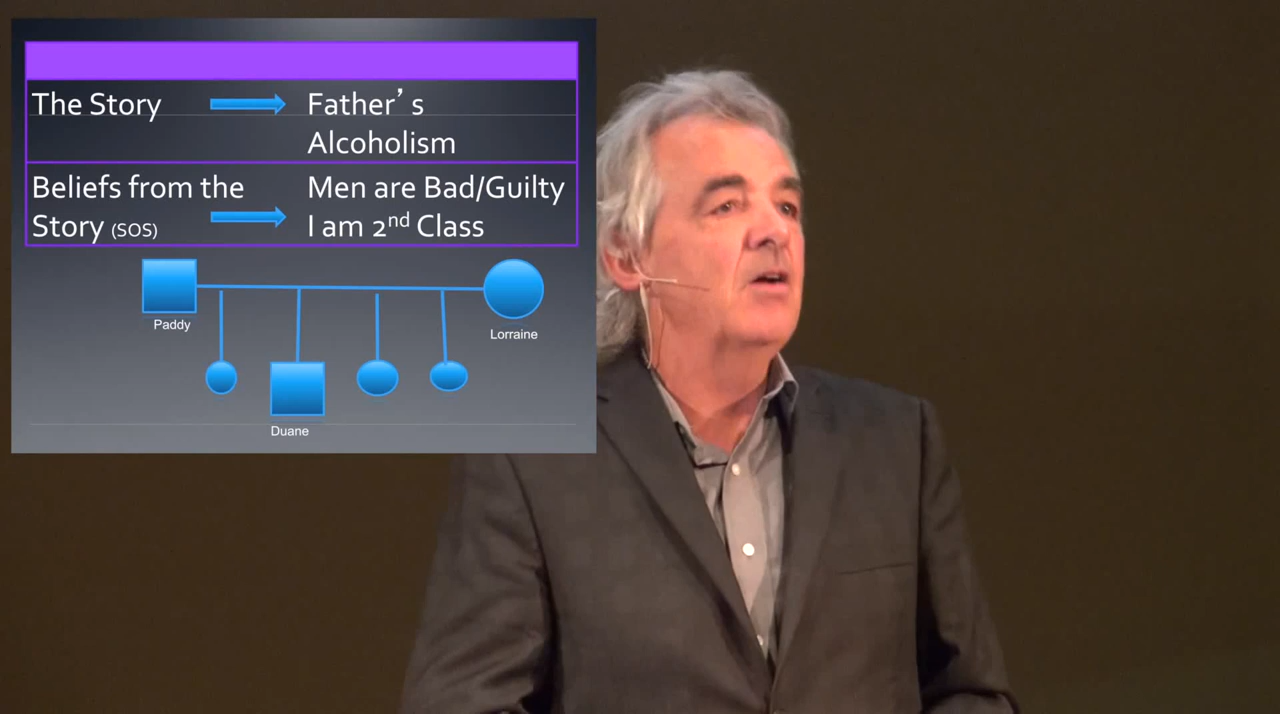 The Story Father's
Alcoholism
Beliefs from the Men are Bad/Guilty
Story (SOS) I am 2nd Class
Paddy
Lorraine
Duane